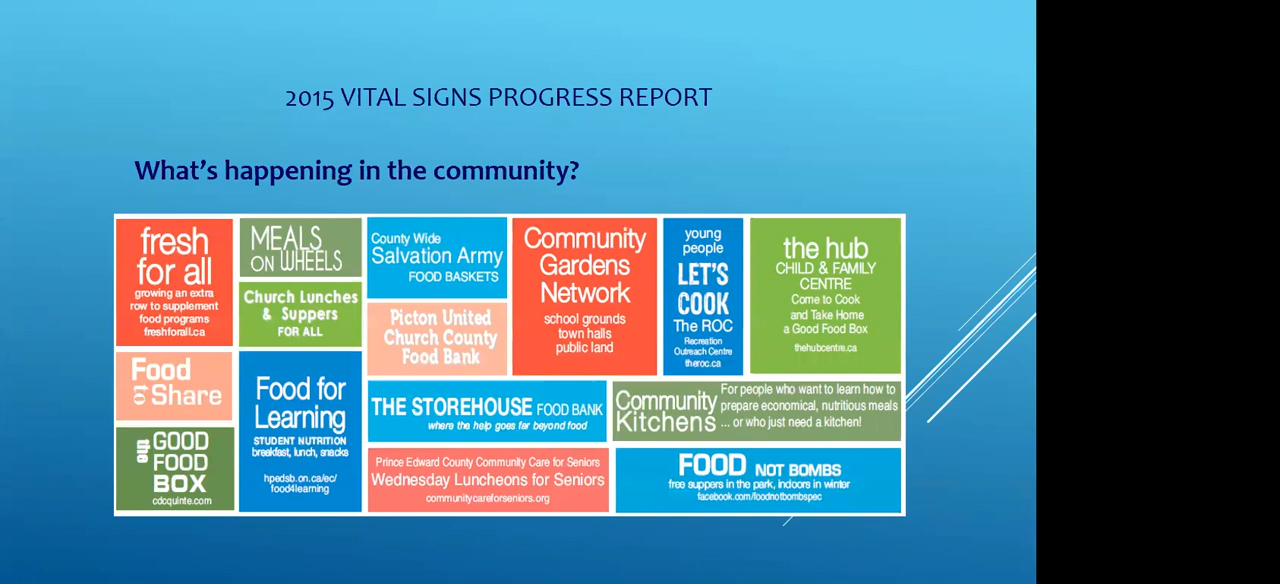 2015 VITAL SIGNS PROGRESS REPORT
What's happening in the community?
fresh
for all
growing an extra
row to supplement
food programs
freshforall.ca
Food
to Share
the GOOD
FOOD
BOX
cdcquinte.com
MEALS
ON WHEELS
Church Lunches
& Suppers
FOR ALL
Food for
Learning
STUDENT NUTRITION
breakfast, lunch, snacks
hpedsb.on.ca/ec/
food4learning
County Wide
Salvation Army
FOOD BASKETS
Picton United
Church County
Food Bank
Community
Gardens
Network
school grounds
town halls
public land
young
people
LET'S
COOK
The ROC
Recreation
Outreach Centre
theroc.ca
the hub
CHILD & FAMILY
CENTRE
Come to Cook
and Take Home
a Good Food Box
thehubcentre.ca
THE STOREHOUSE FOOD BANK
where the help goes far beyond food
Community
Kitchens
For people who want to learn how to
prepare economical, nutritious meals
... or who just need a kitchen!
Prince Edward County Community Care for Seniors
Wednesday Luncheons for Seniors
communitycareforseniors.org
FOOD NOT BOMBS
free suppers in the park, indoors in winter
facebook.com/foodnotbombspec